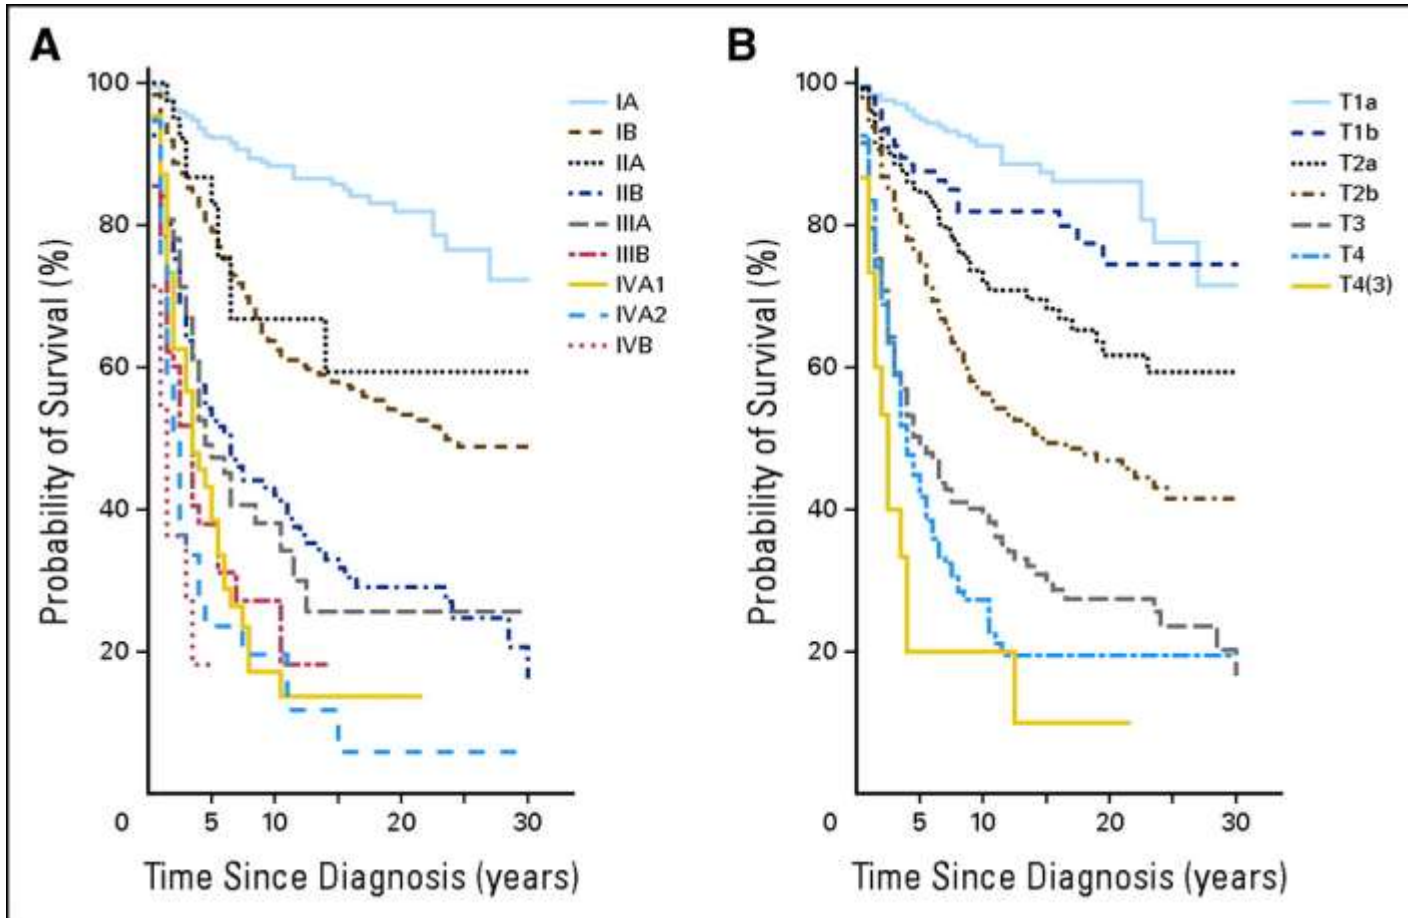 A
Probability of Survival (%)
100
80
60
40
20
0
5
10
20
30
Time Since Diagnosis (years)
IA
IB
IIA
IIB
IIIA
IIIB
IVA1
IVA2
IVB
B
Probability of Survival (%)
100
80
60
40
20
0
5
10
20
30
Time Since Diagnosis (years)
T1a
T1b
T2a
T2b
T3
T4
T4(3)